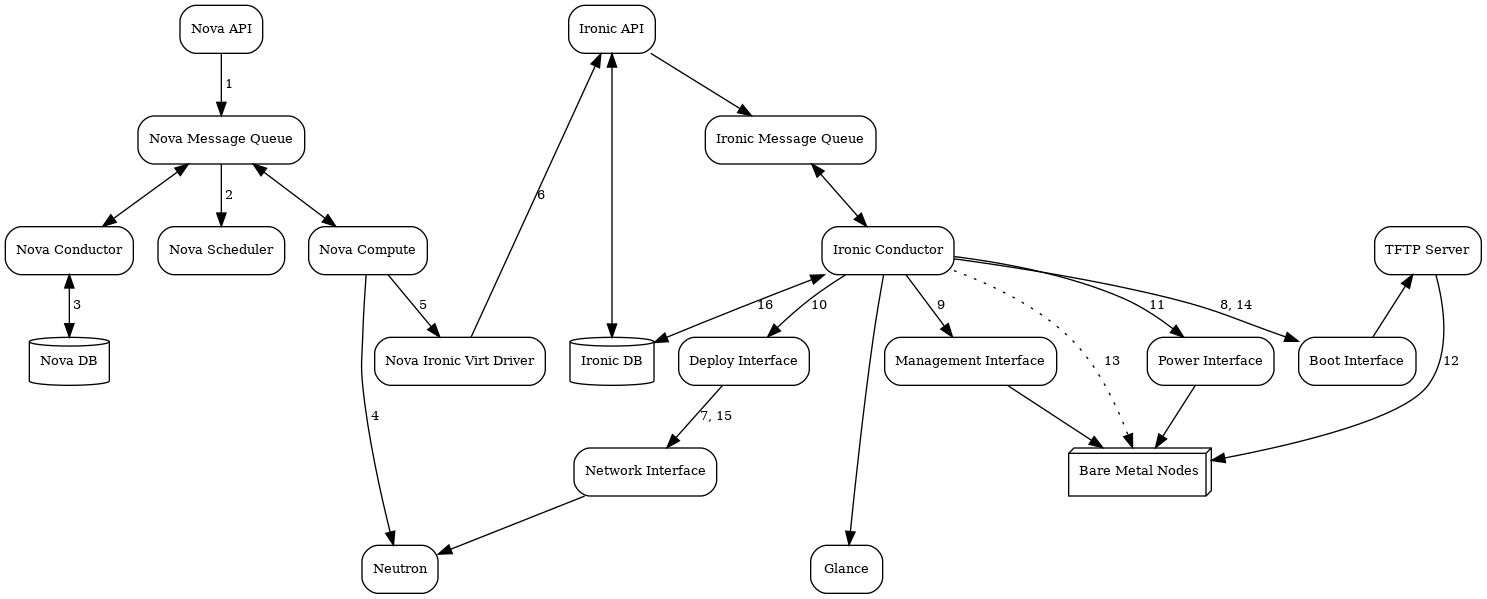 Nova API
Ironic API
1
Nova Message Queue
Ironic Message Queue
2
6
Nova Conductor
Nova Scheduler
Nova Compute
Ironic Conductor
TFTP Server
3
5
16
10
9
11
8, 14
Nova DB
Nova Ironic Virt Driver
Ironic DB
Deploy Interface
Management Interface
13
Power Interface
Boot Interface
12
4
7, 15
Network Interface
Bare Metal Nodes
Neutron
Glance